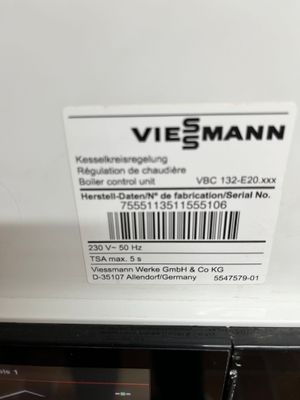 VIESSMANN
Kesselkreisregelung
Régulation de chaudière
Boiler control unit VBC 132-E20.xxx
Herstell-Daten/N° de fabrication/Serial No.
7555113511555106
230 V~ 50 Hz
TSA max. 5 s
Viessmann Werke GmbH & Co KG
D-35107 Allendorf/Germany 5547579-01